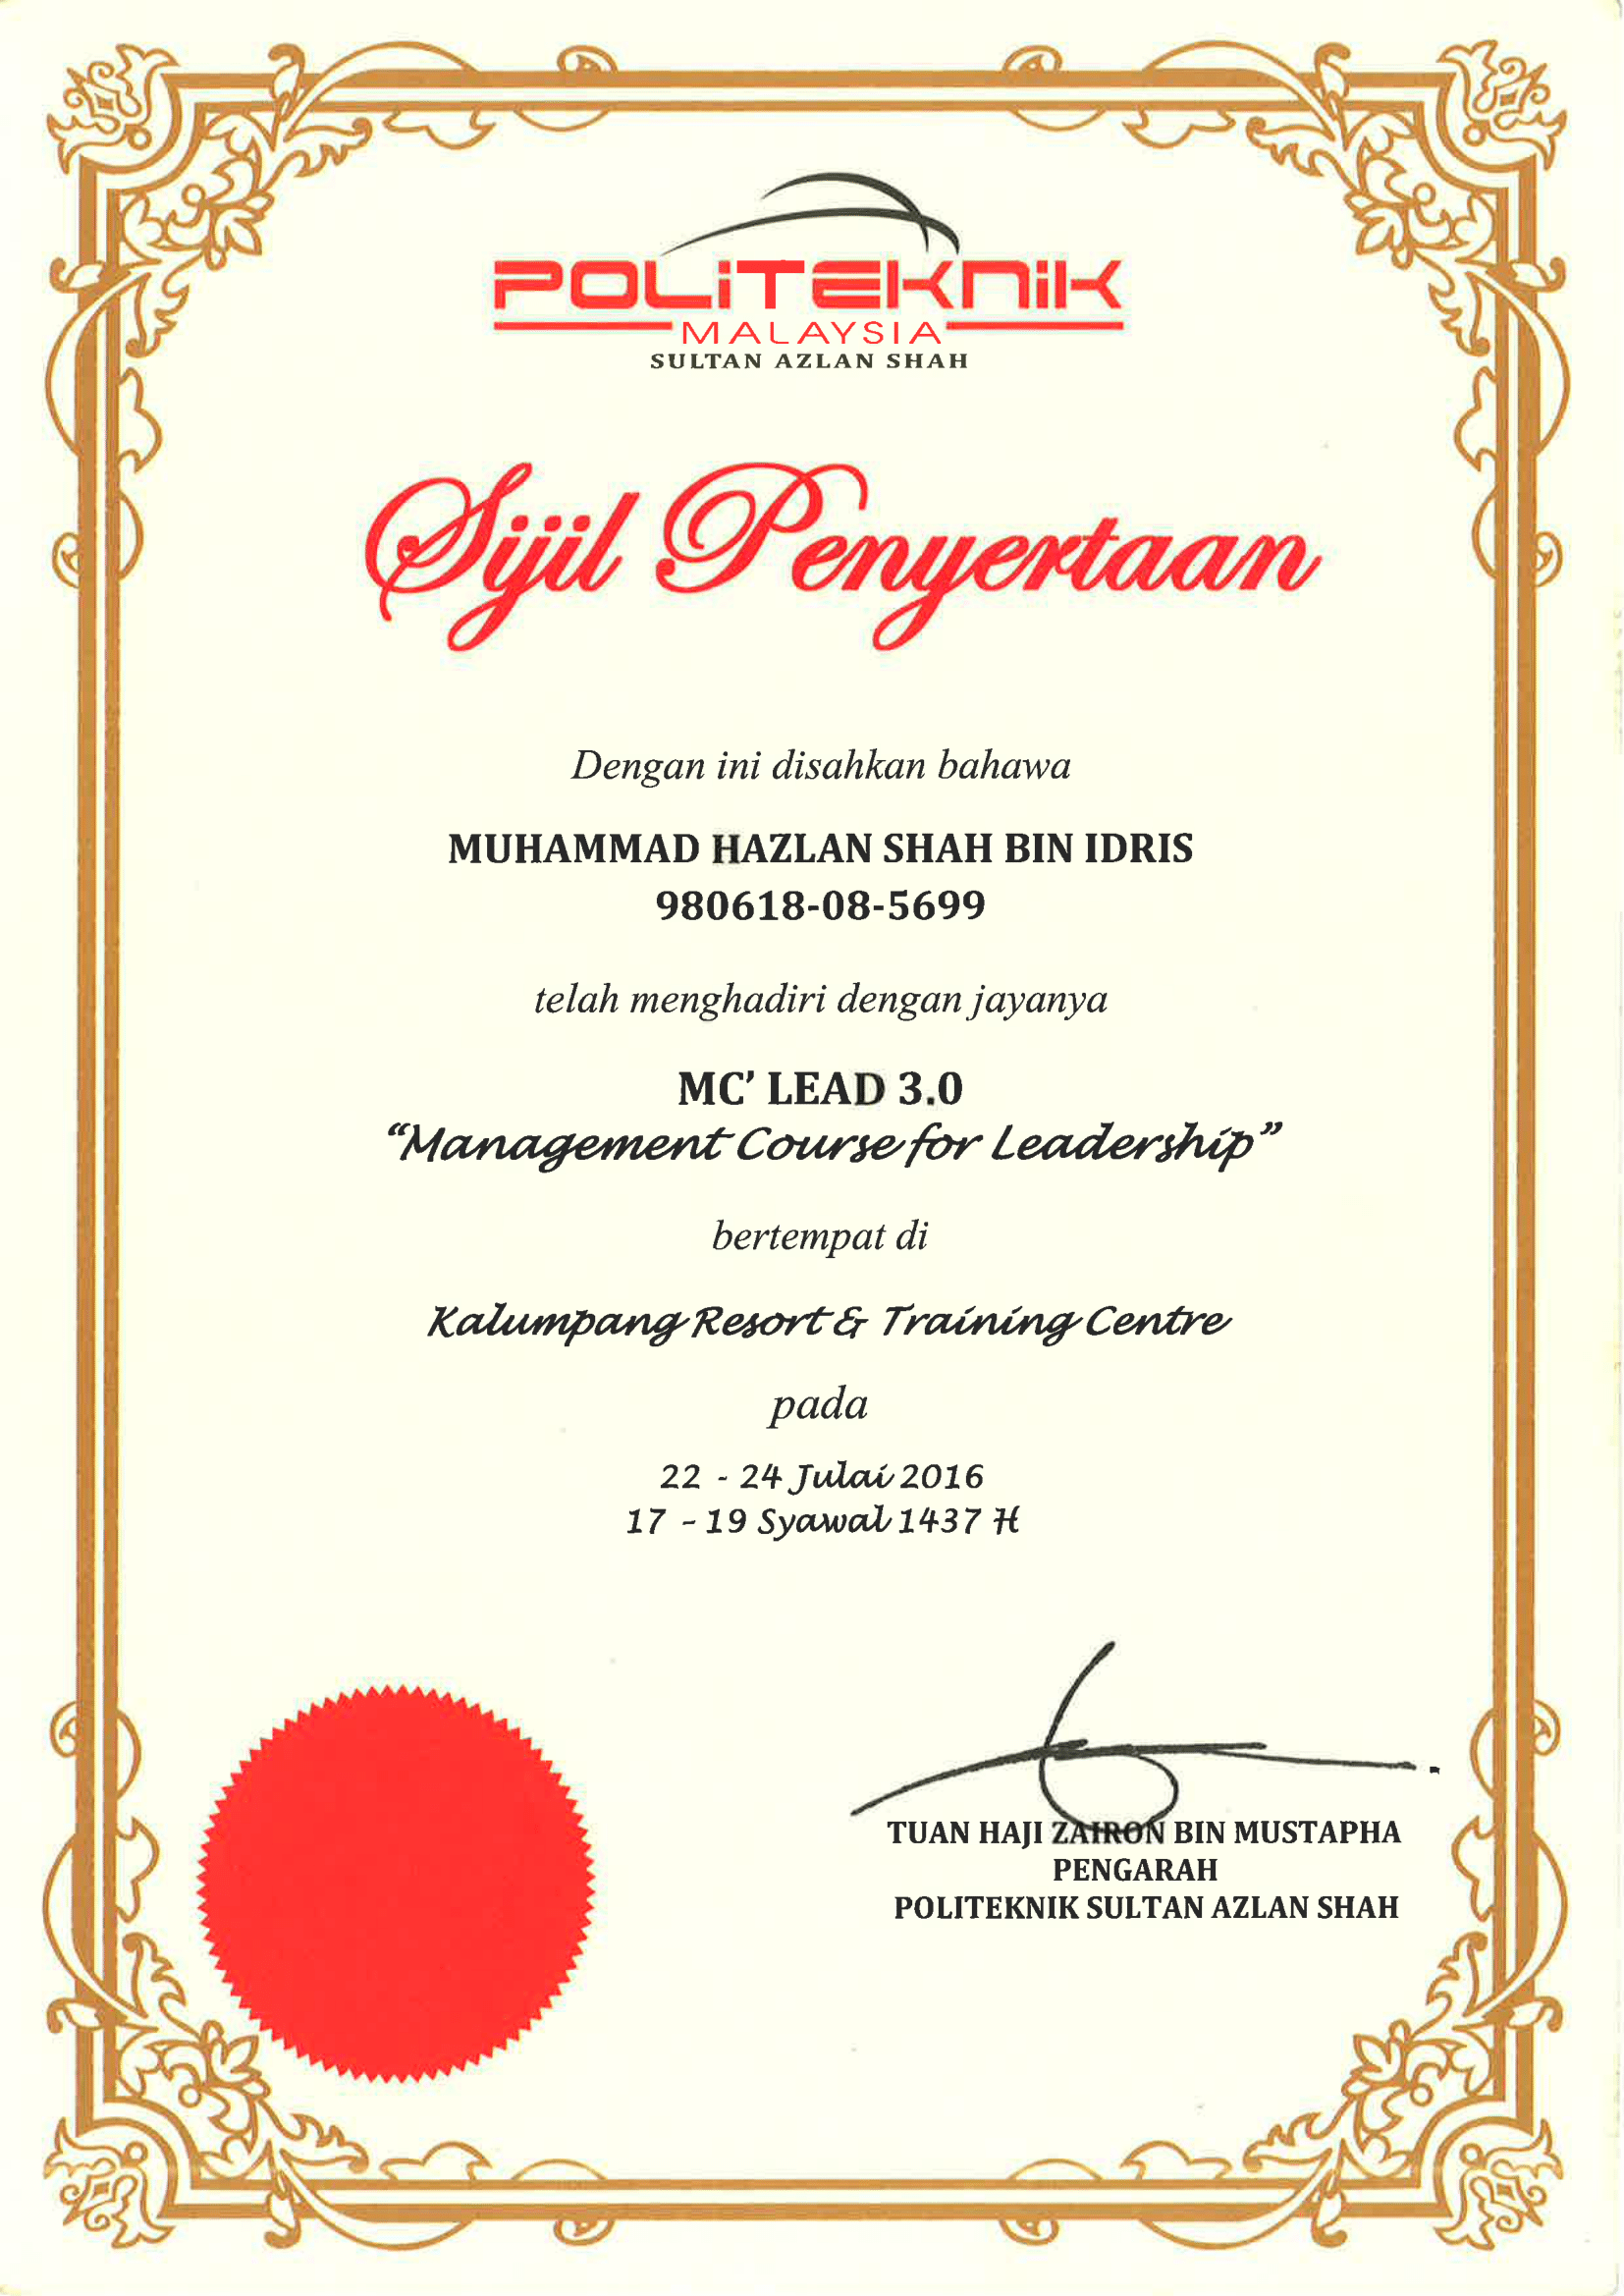 POLiTEKNiK
MALAYSIA
SULTAN AZLAN SHAH
Sijil Penyertaan
Dengan ini disahkan bahawa
MUHAMMAD HAZLAN SHAH BIN IDRIS
980618-08-5699
telah menghadiri dengan jayanya
MC’ LEAD 3.0
“Management Course for Leadership”
bertempat di
Kalumpang Resort & Training Centre
pada
22 - 24 Julai 2016
17 - 19 Syawal 1437 H
TUAN HAJI ZAIRON BIN MUSTAPHA
PENGARAH
POLITEKNIK SULTAN AZLAN SHAH